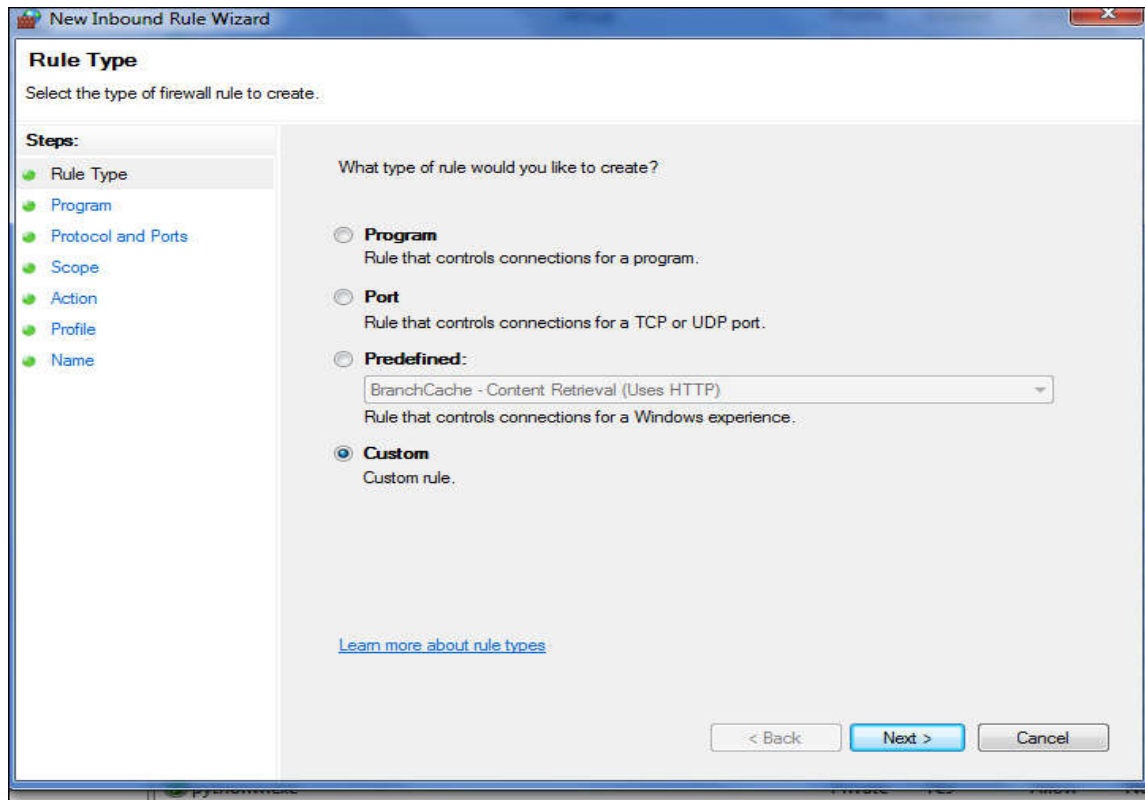 New Inbound Rule Wizard
Rule Type
Select the type of firewall rule to create.
Steps:
Rule Type
Program
Protocol and Ports
Scope
Action
Profile
Name
What type of rule would you like to create?
Program
Rule that controls connections for a program.
Port
Rule that controls connections for a TCP or UDP port.
Predefined:
BranchCache - Content Retrieval (Uses HTTP)
Rule that controls connections for a Windows experience.
Custom
Custom rule.
Learn more about rule types
< Back
Next >
Cancel